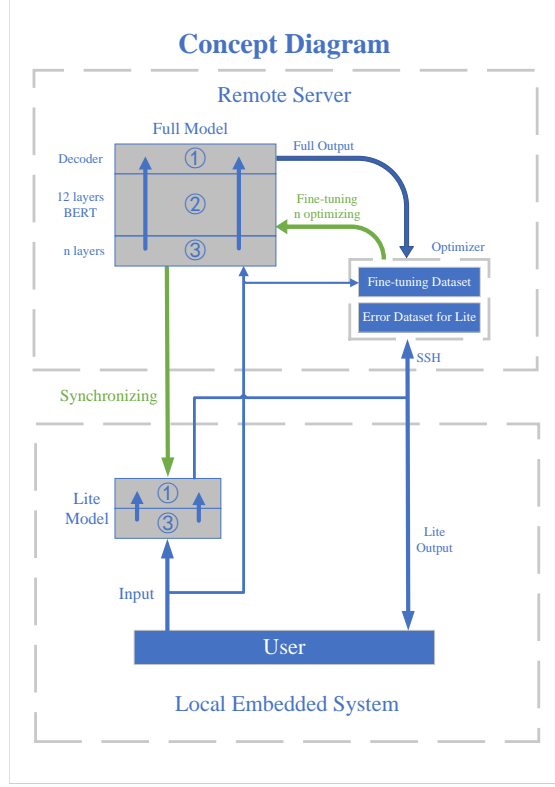 Concept Diagram
Remote Server
Full Model
Decoder
①
Full Output
12 layers
BERT
②
Fine-tuning
n optimizing
n layers
③
Optimizer
Fine-tuning Dataset
Error Dataset for Lite
SSH
Synchronizing
Lite
Model
①
③
Lite
Output
Input
User
Local Embedded System